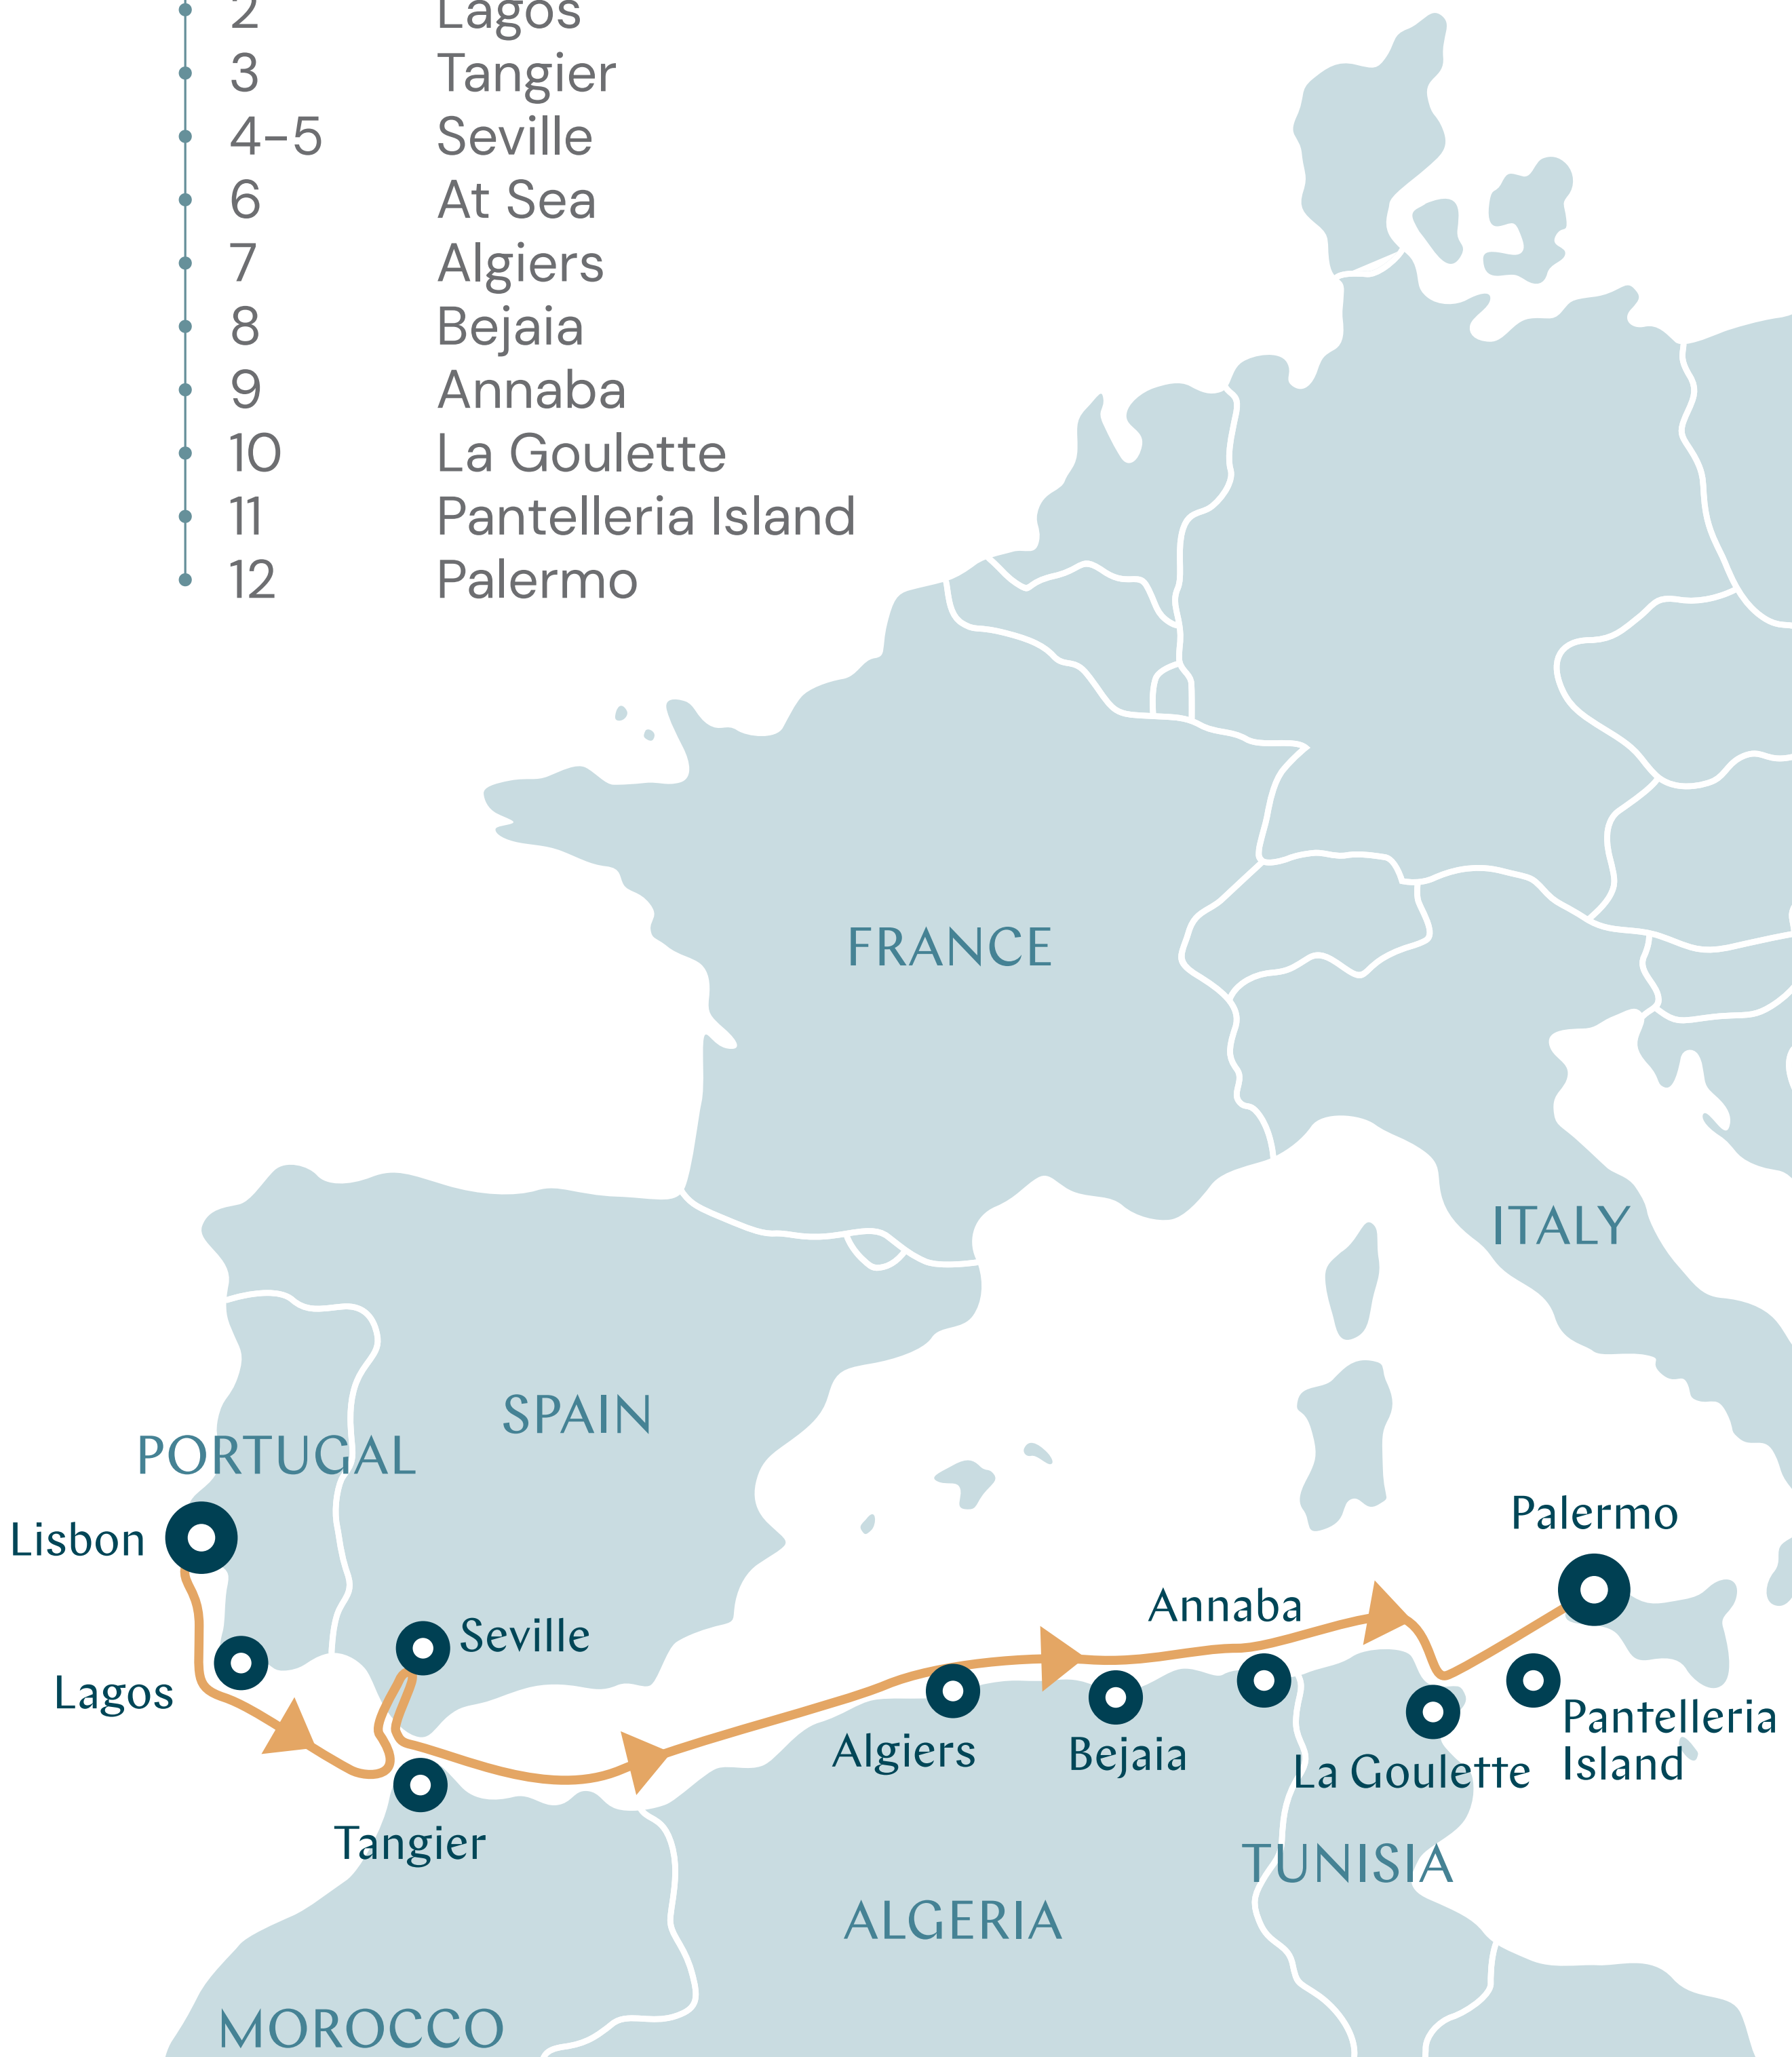 2 Lagos
3 Tangier
4-5 Seville
6 At Sea
7 Algiers
8 Bejaia
9 Annaba
10 La Goulette
11 Pantelleria Island
12 Palermo
FRANCE
ITALY
SPAIN
PORTUGAL
Lisbon
Palermo
Annaba
Seville
Lagos
Pantelleria
Island
Algiers
Bejaia
La Goulette
Tangier
TUNISIA
ALGERIA
MOROCCO